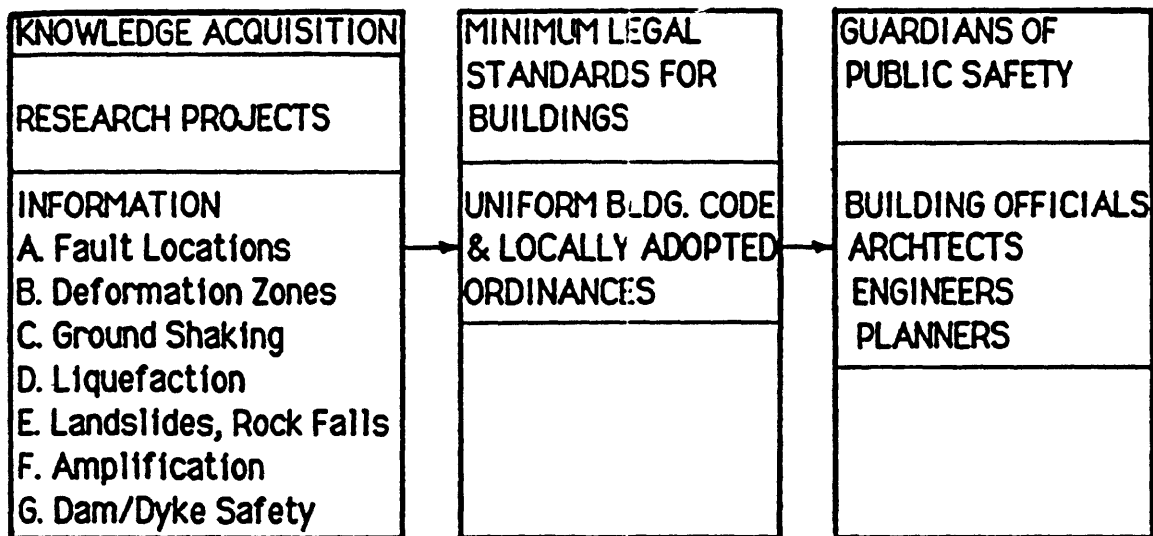 KNOWLEDGE ACQUISITION
RESEARCH PROJECTS
INFORMATION
A. Fault Locations
B. Deformation Zones
C. Ground Shaking
D. Liquefaction
E. Landslides, Rock Falls
F. Amplification
G. Dam/Dyke Safety
MINIMUM LEGAL
STANDARDS FOR
BUILDINGS
UNIFORM BLDG. CODE
& LOCALLY ADOPTED
ORDINANCES
GUARDIANS OF
PUBLIC SAFETY
BUILDING OFFICIALS
ARCHTECTS
ENGINEERS
PLANNERS